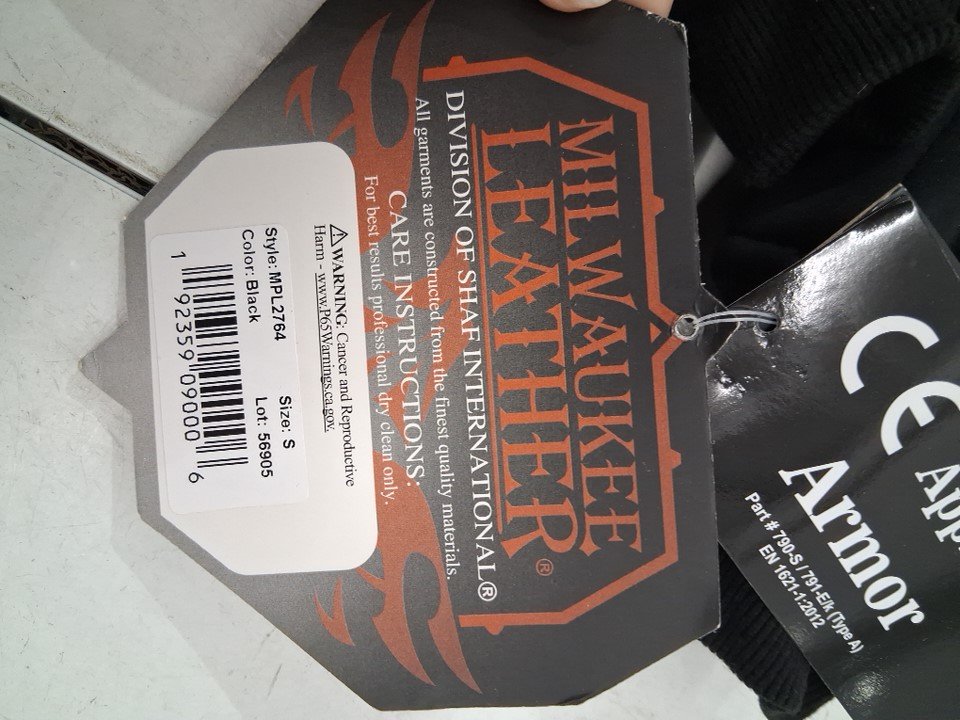 MILWAUKEE
LEATHER®
DIVISION OF SHAF INTERNATIONAL®
All garments are constructed from the finest quality materials.
CARE INSTRUCTIONS:
For best results professional dry clean only.
⚠WARNING: Cancer and Reproductive
Harm - www.P65Warnings.ca.gov.
Style: MPL2764 Size: S
Color: Black Lot: 56905
1 92359 09000 6
CE
Armor
Part # 790-S / 791-E/k (Type A)
EN 1621-1:2012